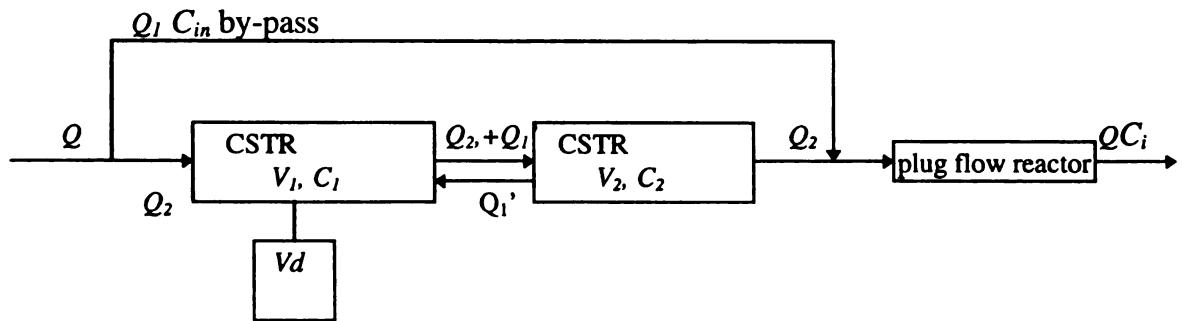 Q1 Cin by-pass
Q
CSTR
V1, C1
Q2,+Q1
CSTR
V2, C2
Q2
plug flow reactor
QCi
Q2
Q1'
Vd